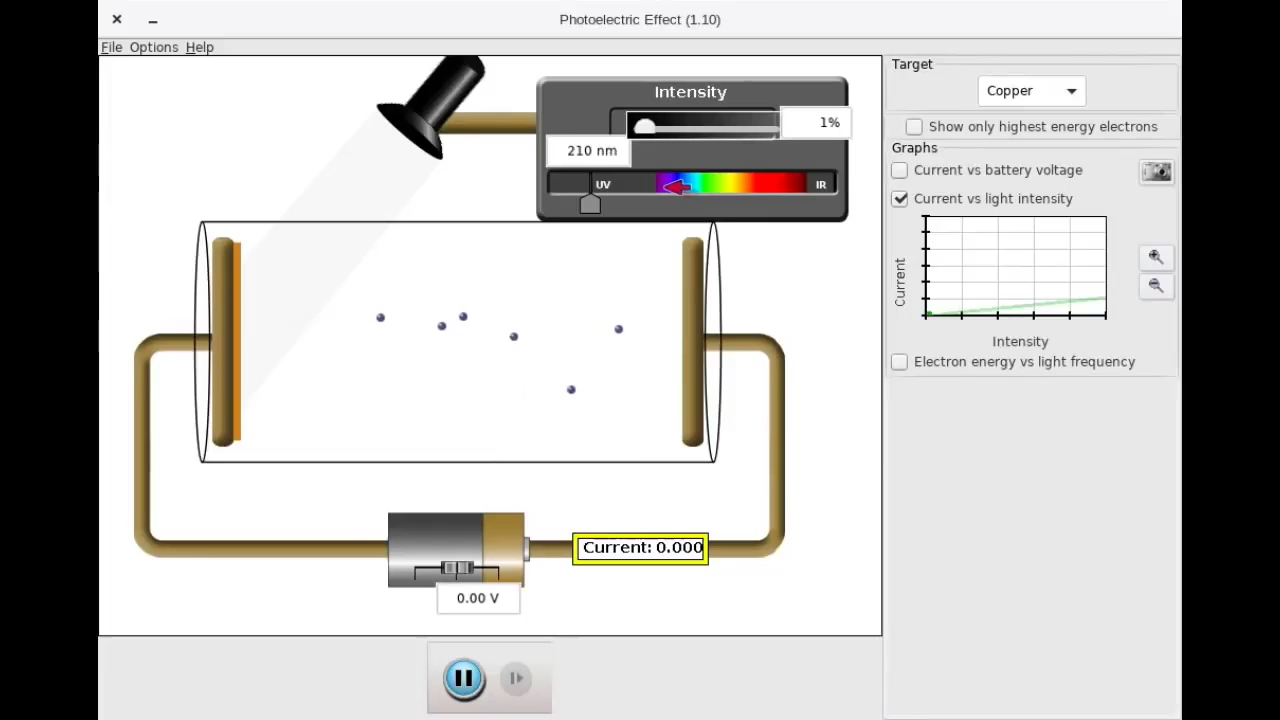 Photoelectric Effect (1.10)
File Options Help
Intensity
1%
210 nm
UV
IR
Current: 0.000
0.00 V
Target
Copper
Show only highest energy electrons
Graphs
Current vs battery voltage
Current vs light intensity
Current
Intensity
Electron energy vs light frequency